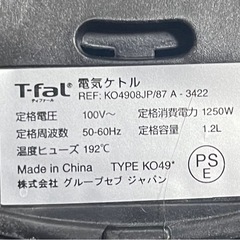 T-fal 電気ケトル
ティファール REF: KO4908JP/87 A - 3422
定格電圧 100V～ 定格消費電力 1250W
定格周波数 50-60Hz 容量 1.2L
温度ヒューズ 192℃
Made in China TYPE KO49*
株式会社 グループセブ ジャパン
PS
E